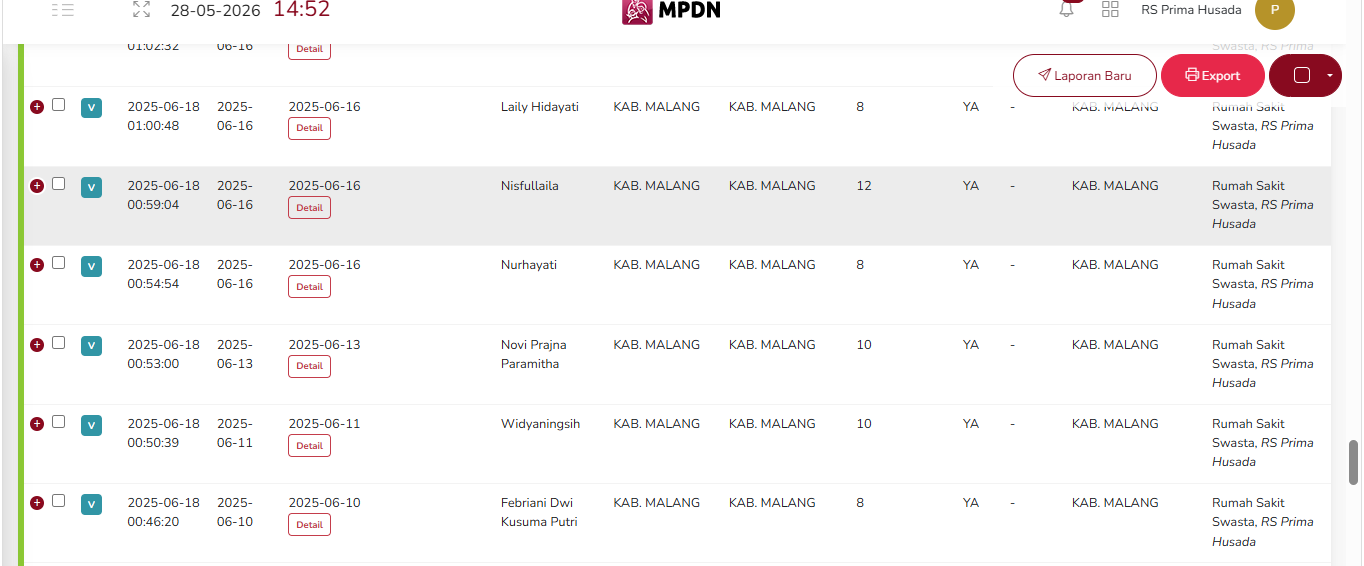 28-05-2026 14:52
MPDN
RS Prima Husada
P
01:02:32 06-16 Detail
Swasta, RS Prima
Laporan Baru
Export
2025-06-18 2025- 2025-06-16 Laily Hidayati KAB. MALANG KAB. MALANG 8 YA - KAB. MALANG Rumah Sakit
V
01:00:48 06-16 Detail Swasta, RS Prima
Husada
2025-06-18 2025- 2025-06-16 Nisfullaila KAB. MALANG KAB. MALANG 12 YA - KAB. MALANG Rumah Sakit
V
00:59:04 06-16 Detail Swasta, RS Prima
Husada
2025-06-18 2025- 2025-06-16 Nurhayati KAB. MALANG KAB. MALANG 8 YA - KAB. MALANG Rumah Sakit
V
00:54:54 06-16 Detail Swasta, RS Prima
Husada
2025-06-18 2025- 2025-06-13 Novi Prajna KAB. MALANG KAB. MALANG 10 YA - KAB. MALANG Rumah Sakit
V
00:53:00 06-13 Detail Paramitha Swasta, RS Prima
Husada
2025-06-18 2025- 2025-06-11 Widyaningsih KAB. MALANG KAB. MALANG 10 YA - KAB. MALANG Rumah Sakit
V
00:50:39 06-11 Detail Swasta, RS Prima
Husada
2025-06-18 2025- 2025-06-10 Febriani Dwi KAB. MALANG KAB. MALANG 8 YA - KAB. MALANG Rumah Sakit
V
00:46:20 06-10 Detail Kusuma Putri Swasta, RS Prima
Husada